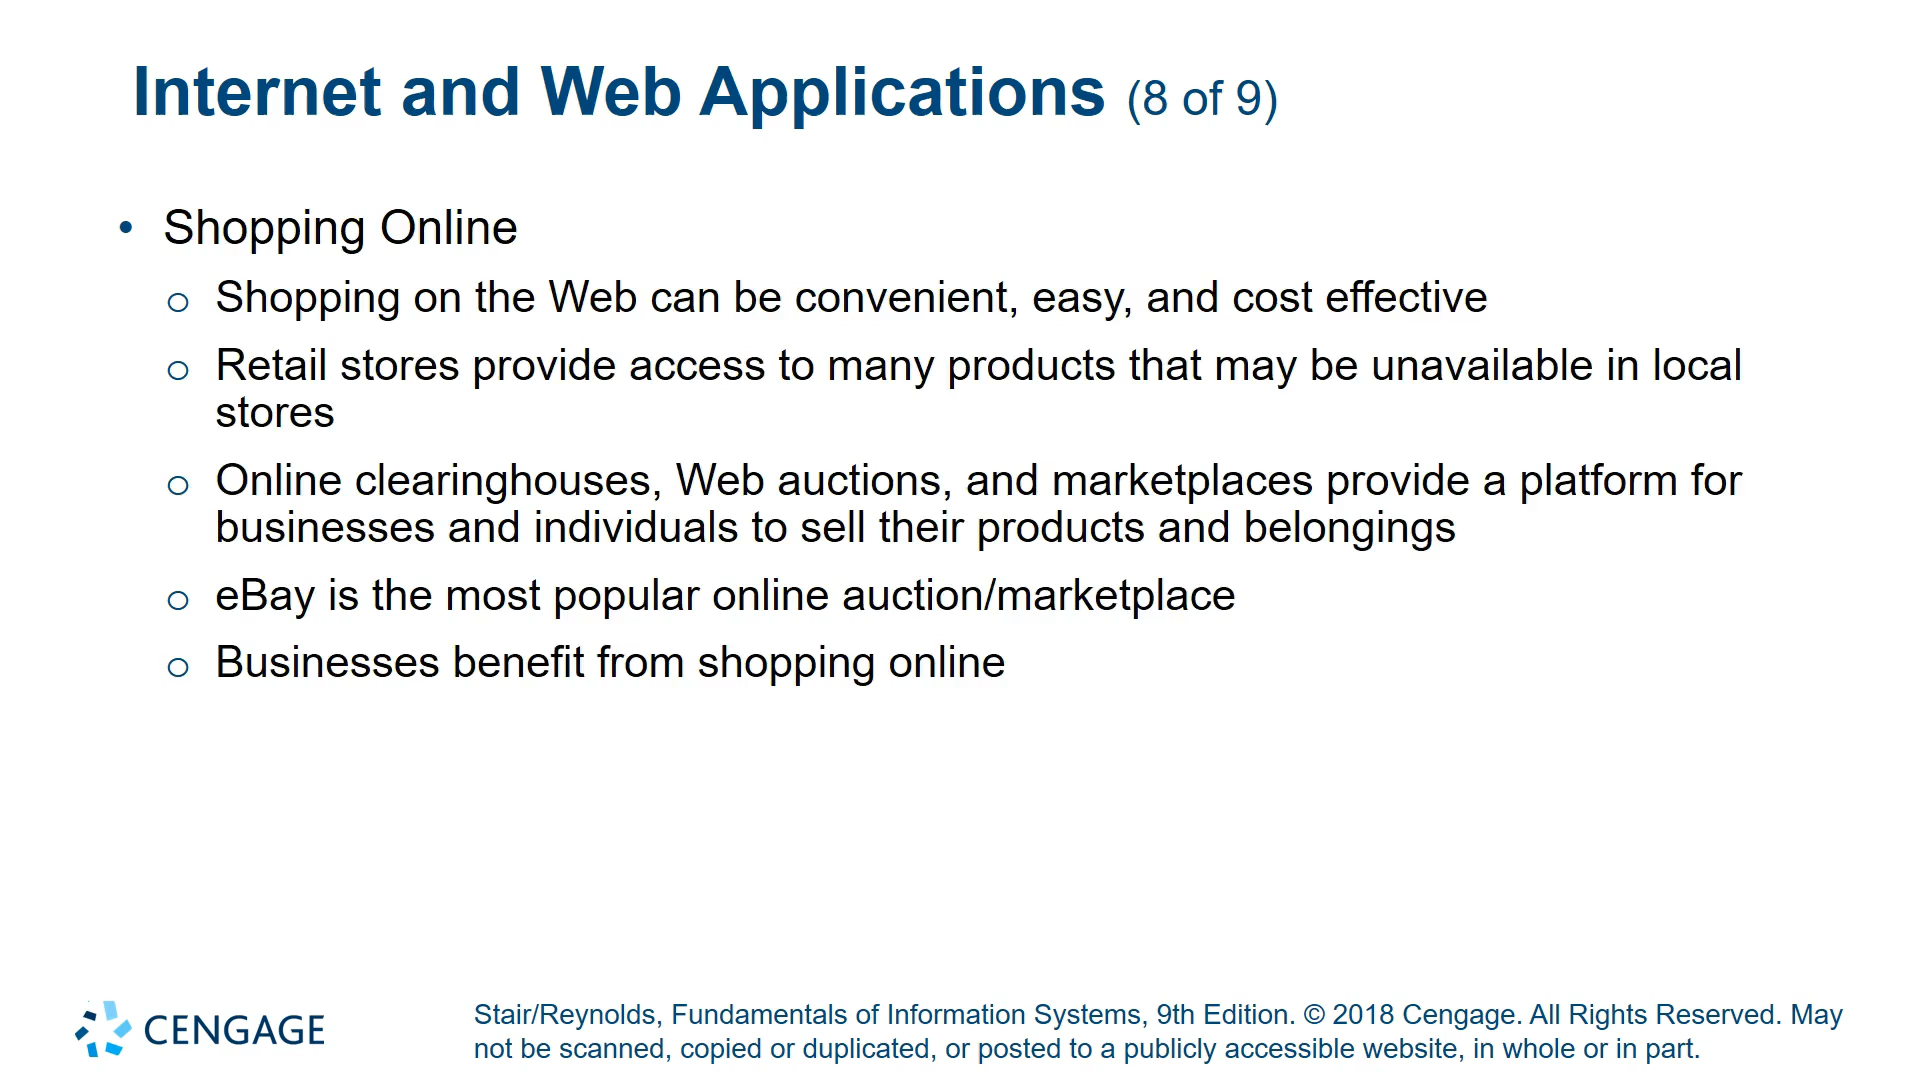 Internet and Web Applications (8 of 9)
• Shopping Online
o Shopping on the Web can be convenient, easy, and cost effective
o Retail stores provide access to many products that may be unavailable in local
stores
o Online clearinghouses, Web auctions, and marketplaces provide a platform for
businesses and individuals to sell their products and belongings
o eBay is the most popular online auction/marketplace
o Businesses benefit from shopping online
CENGAGE
Stair/Reynolds, Fundamentals of Information Systems, 9th Edition. © 2018 Cengage. All Rights Reserved. May
not be scanned, copied or duplicated, or posted to a publicly accessible website, in whole or in part.